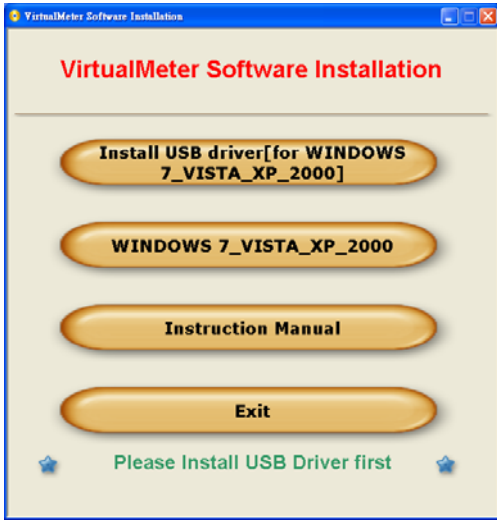 VirtualMeter Software Installation
VirtualMeter Software Installation
Install USB driver[for WINDOWS
7_VISTA_XP_2000]
WINDOWS 7_VISTA_XP_2000
Instruction Manual
Exit
Please Install USB Driver first